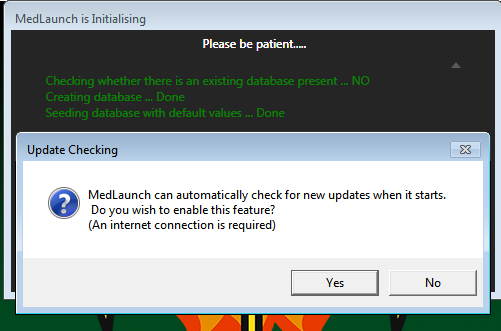 MedLaunch is Initialising
Please be patient.....
Checking whether there is an existing database present ... NO
Creating database ... Done
Seeding database with default values ... Done
Update Checking
MedLaunch can automatically check for new updates when it starts.
Do you wish to enable this feature?
(An internet connection is required)
Yes
No